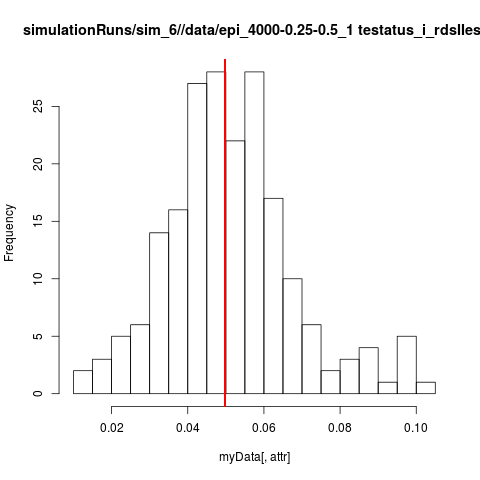 simulationRuns/sim_6//data/epi_4000-0.25-0.5_1 testatus_i_rdslles
Frequency
25
20
15
10
5
0
0.02 0.04 0.06 0.08 0.10
myData[, attr]